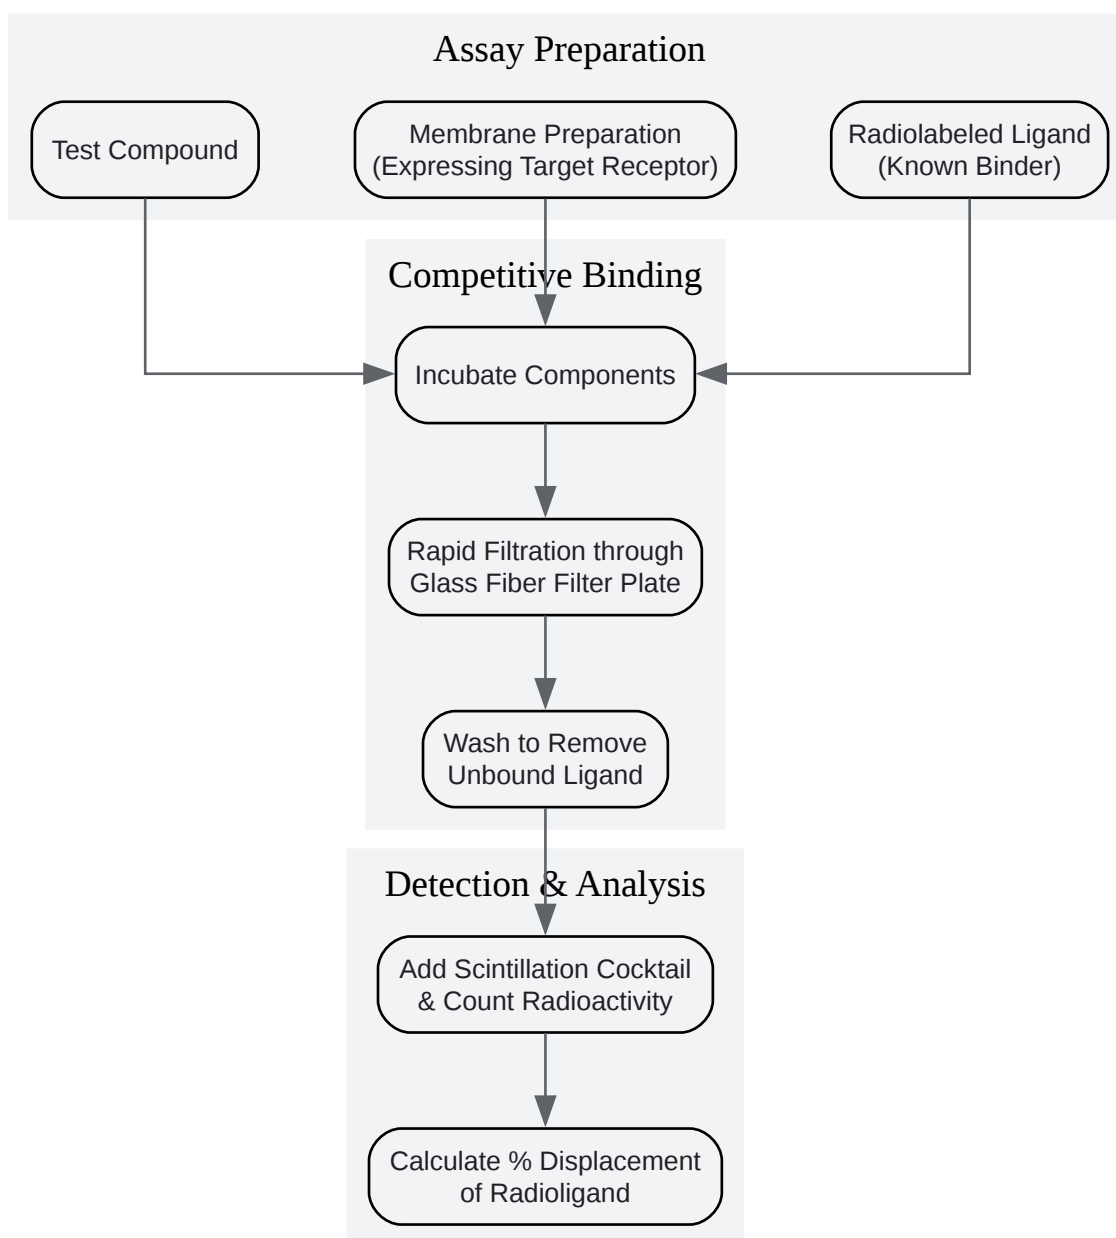 Assay Preparation
Test Compound
Membrane Preparation
(Expressing Target Receptor)
Radiolabeled Ligand
(Known Binder)
Competitive Binding
Incubate Components
Rapid Filtration through
Glass Fiber Filter Plate
Wash to Remove
Unbound Ligand
Detection & Analysis
Add Scintillation Cocktail
& Count Radioactivity
Calculate % Displacement
of Radioligand